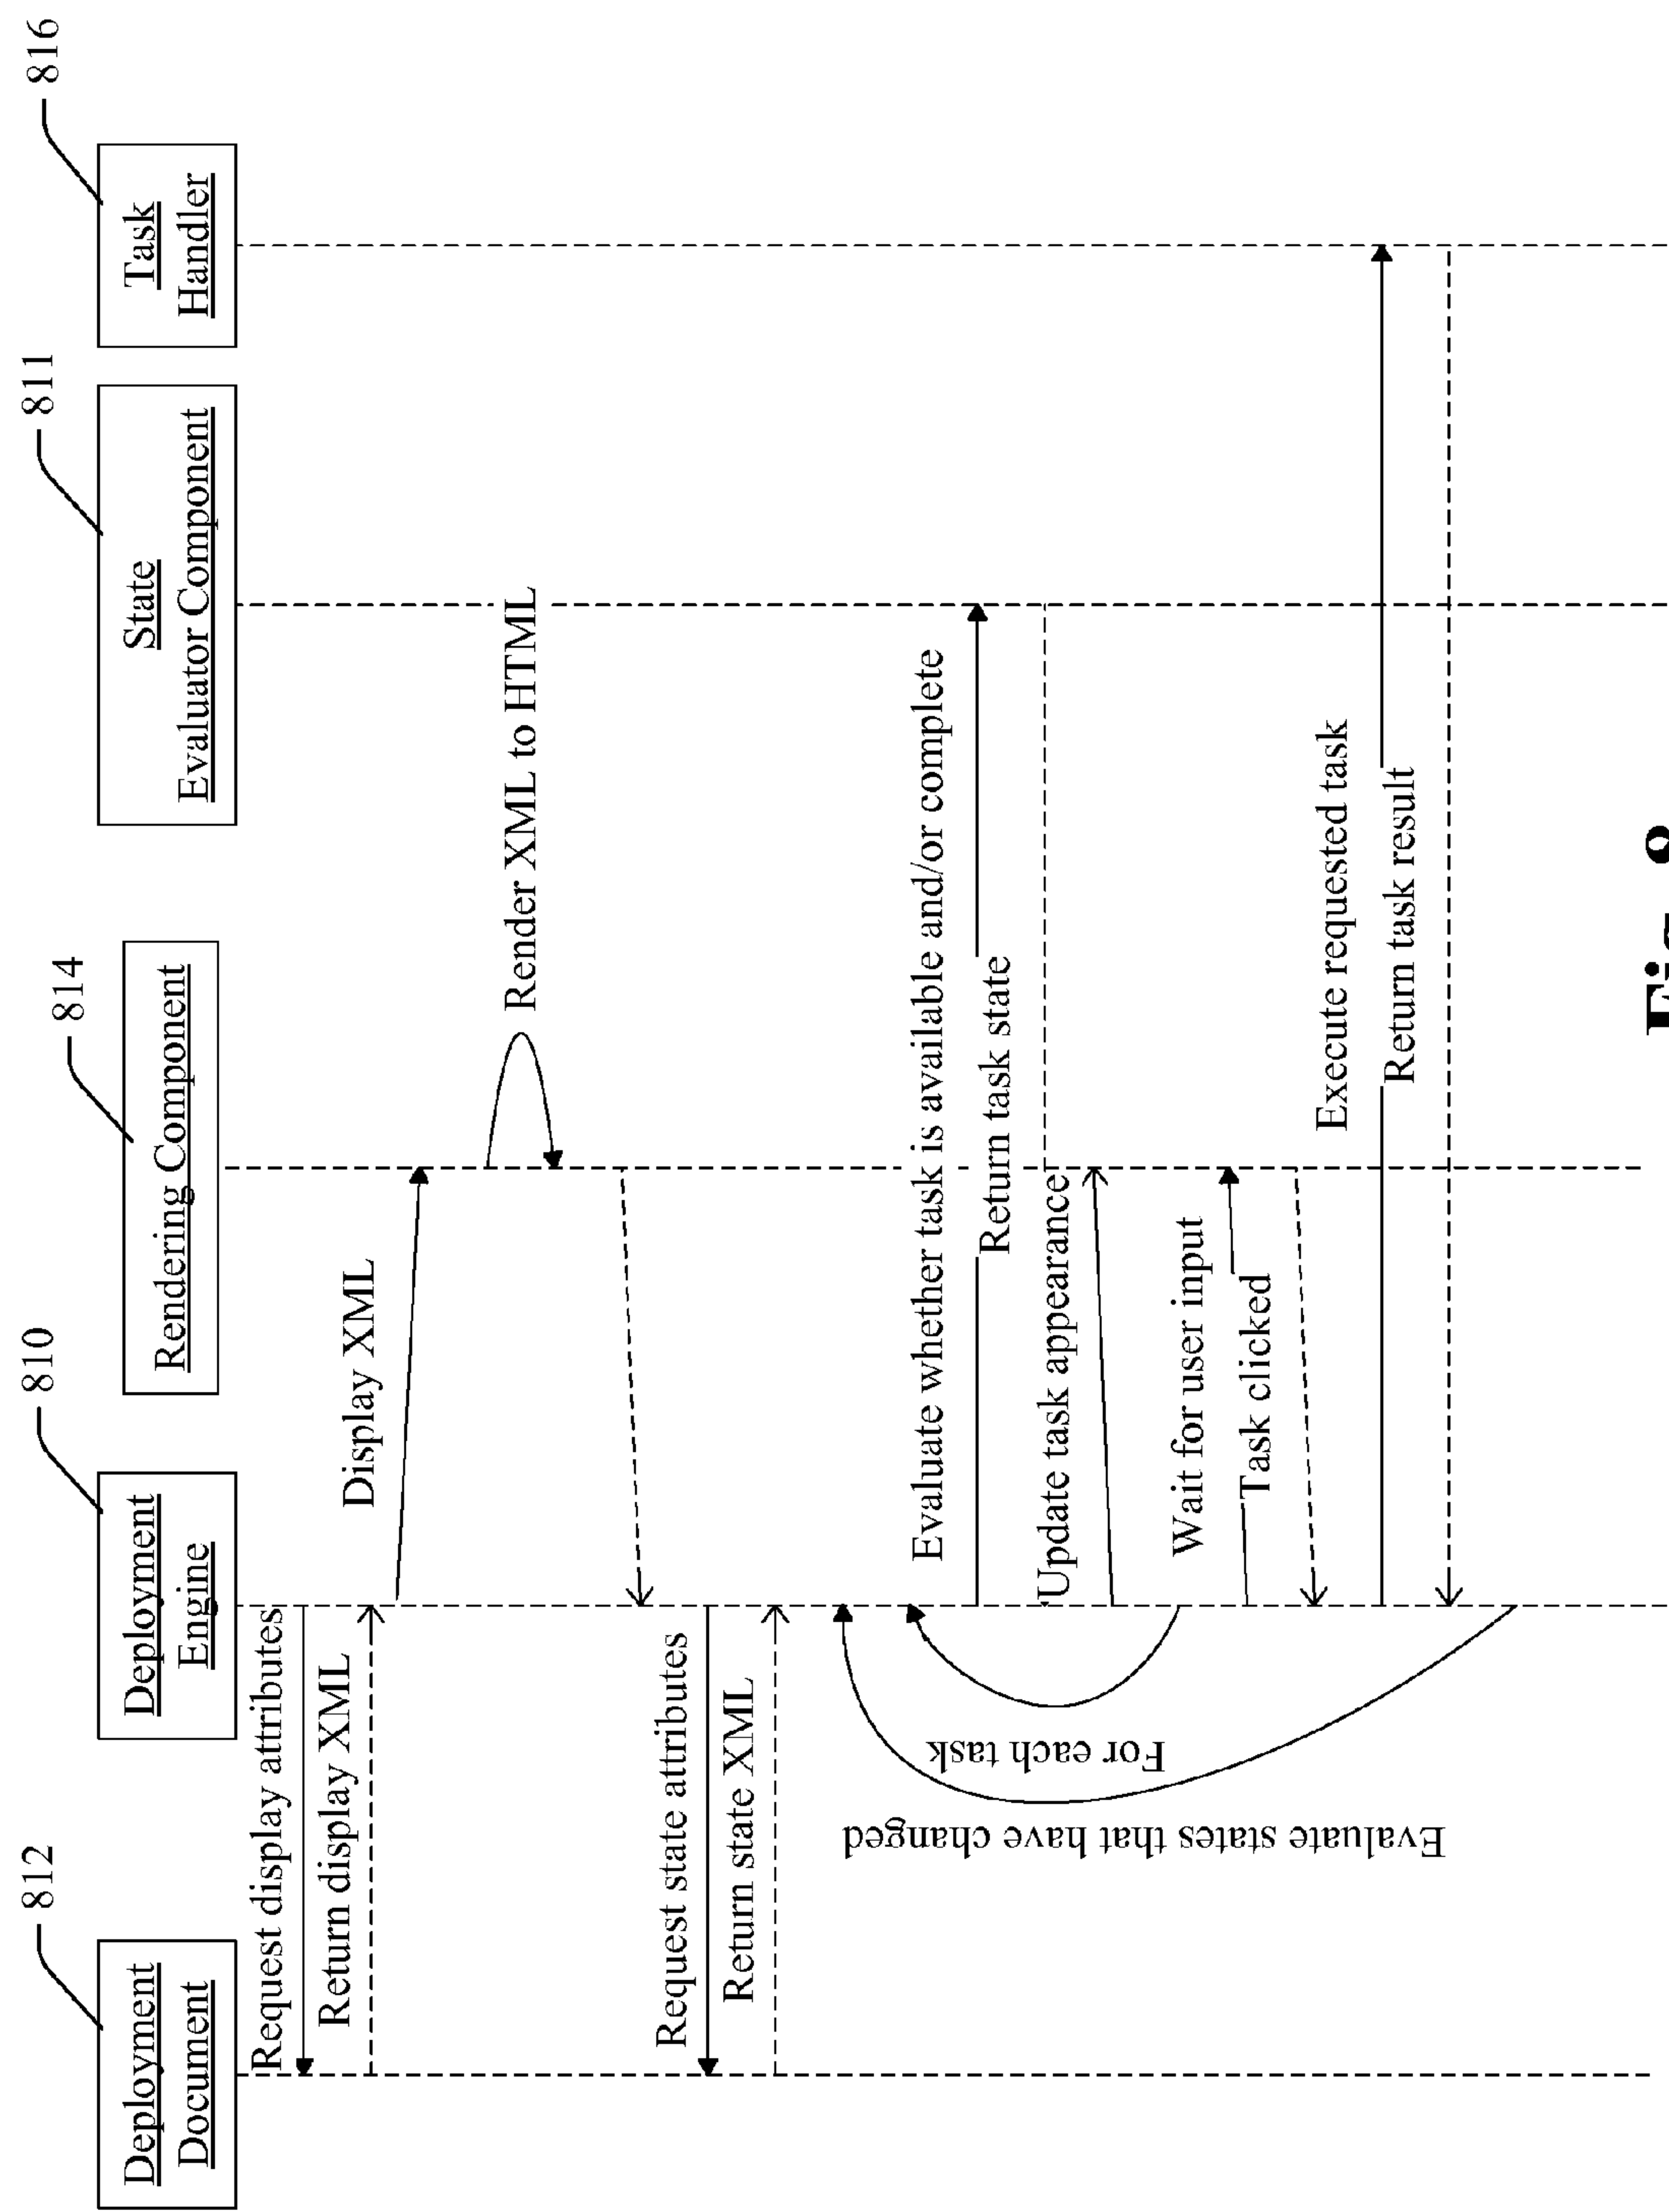 812
810
814
811
816
Deployment
Document
Deployment
Engine
Rendering Component
State
Evaluator Component
Task
Handler
Request display attributes
Return display XML
Display XML
Render XML to HTML
Request state attributes
Return state XML
Evaluate whether task is available and/or complete
Return task state
Update task appearance
For each task
Evaluate states that have changed
Wait for user input
Task clicked
Execute requested task
Return task result
Fig. 8